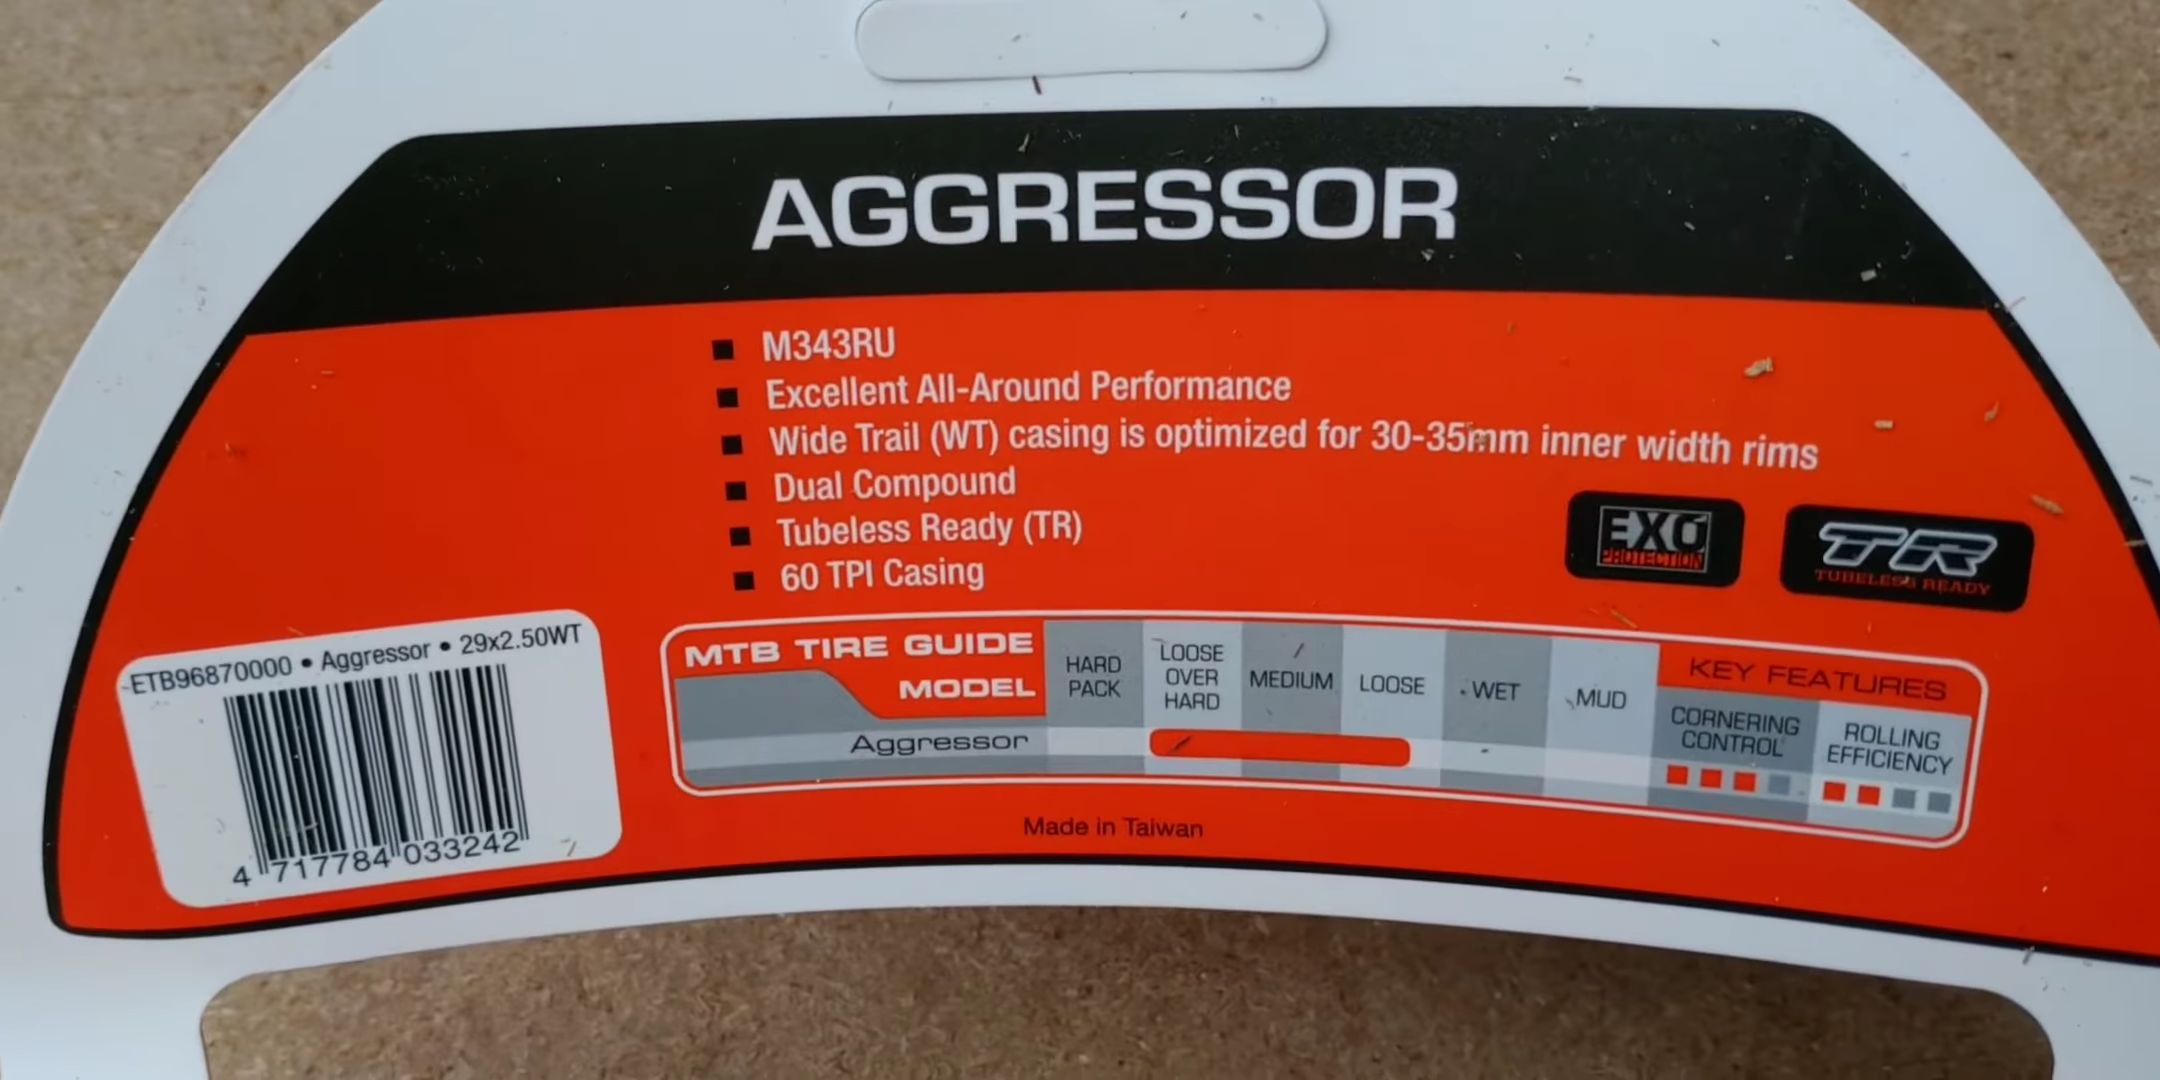 AGGRESSOR
M343RU
Excellent All-Around Performance
Wide Trail (WT) casing is optimized for 30-35mm inner width rims
Dual Compound
Tubeless Ready (TR)
60 TPI Casing
EXO
PROTECTION
TR
TUBELESS READY
ETB96870000 • Aggressor • 29x2.50WT
4 717784 033242
MTB TIRE GUIDE
MODEL
HARD
PACK
LOOSE
OVER
HARD
MEDIUM
LOOSE
WET
MUD
KEY FEATURES
CORNERING
CONTROL
ROLLING
EFFICIENCY
Aggressor
Made in Taiwan